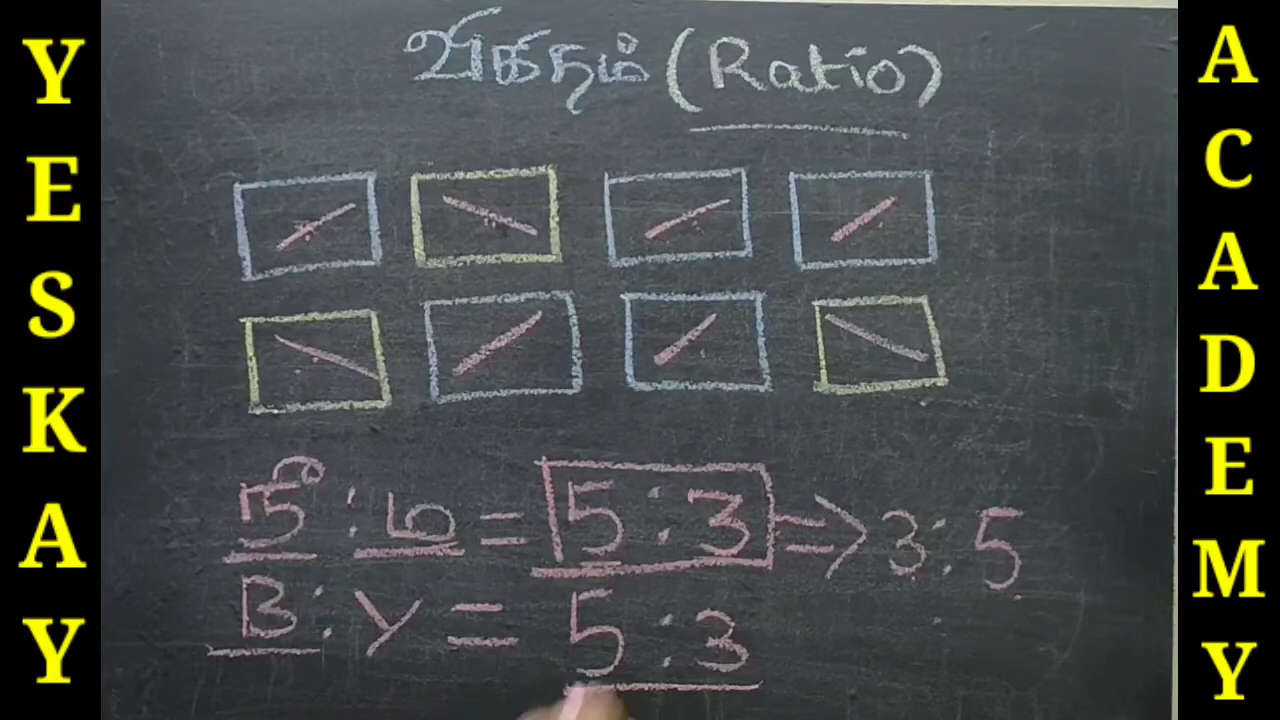 YESKAY
விகிதம் (Ratio)
நீ : ம = 5 : 3 => 3 : 5
B : y = 5 : 3
ACADEMY